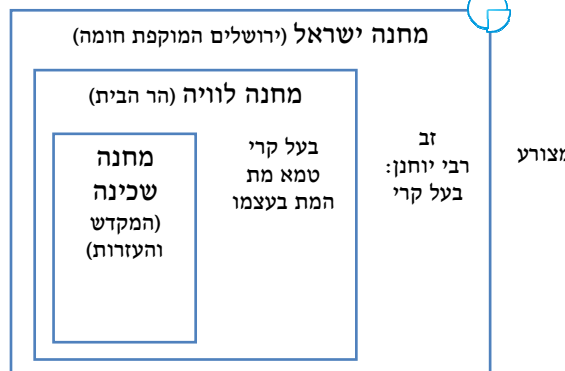 מחנה ישראל (ירושלים המוקפת חומה)
מחנה לוויה (הר הבית)
מחנה
שכינה
(המקדש
והעזרות)
בעל קרי
טמא מת
המת בעצמו
זב
רבי יוחנן:
בעל קרי
מצורע